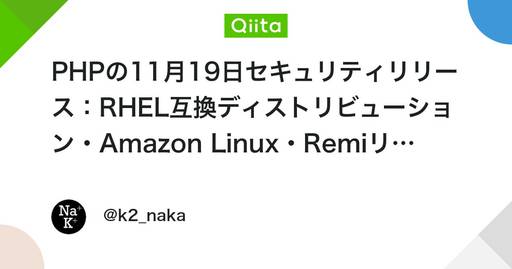 Qiita
PHPの11月19日セキュリティリリー
ス：RHEL互換ディストリビューショ
ン・Amazon Linux・Remiリ…
Na+
K+
@k2_naka